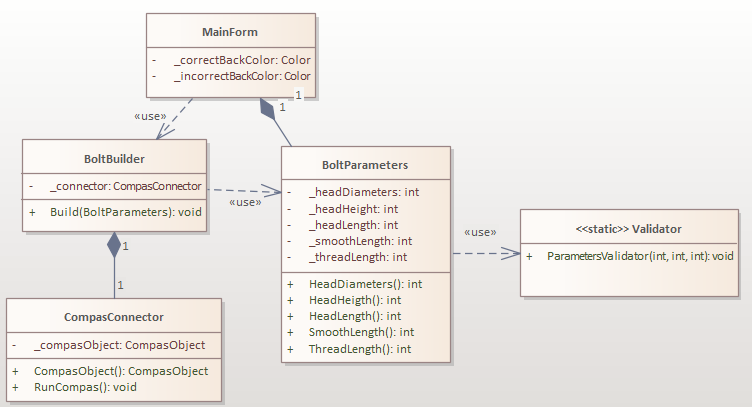 MainForm
- _correctBackColor: Color
- _incorrectBackColor: Color
1
1
«use»
BoltBuilder
- _connector: CompasConnector
+ Build(BoltParameters): void
«use»
BoltParameters
- _headDiameters: int
- _headHeight: int
- _headLength: int
- _smoothLength: int
- _threadLength: int
+ HeadDiameters(): int
+ HeadHeigth(): int
+ HeadLength(): int
+ SmoothLength(): int
+ ThreadLength(): int
«use»
<<static>> Validator
+ ParametersValidator(int, int, int): void
1
1
CompasConnector
- _compasObject: CompasObject
+ CompasObject(): CompasObject
+ RunCompas(): void